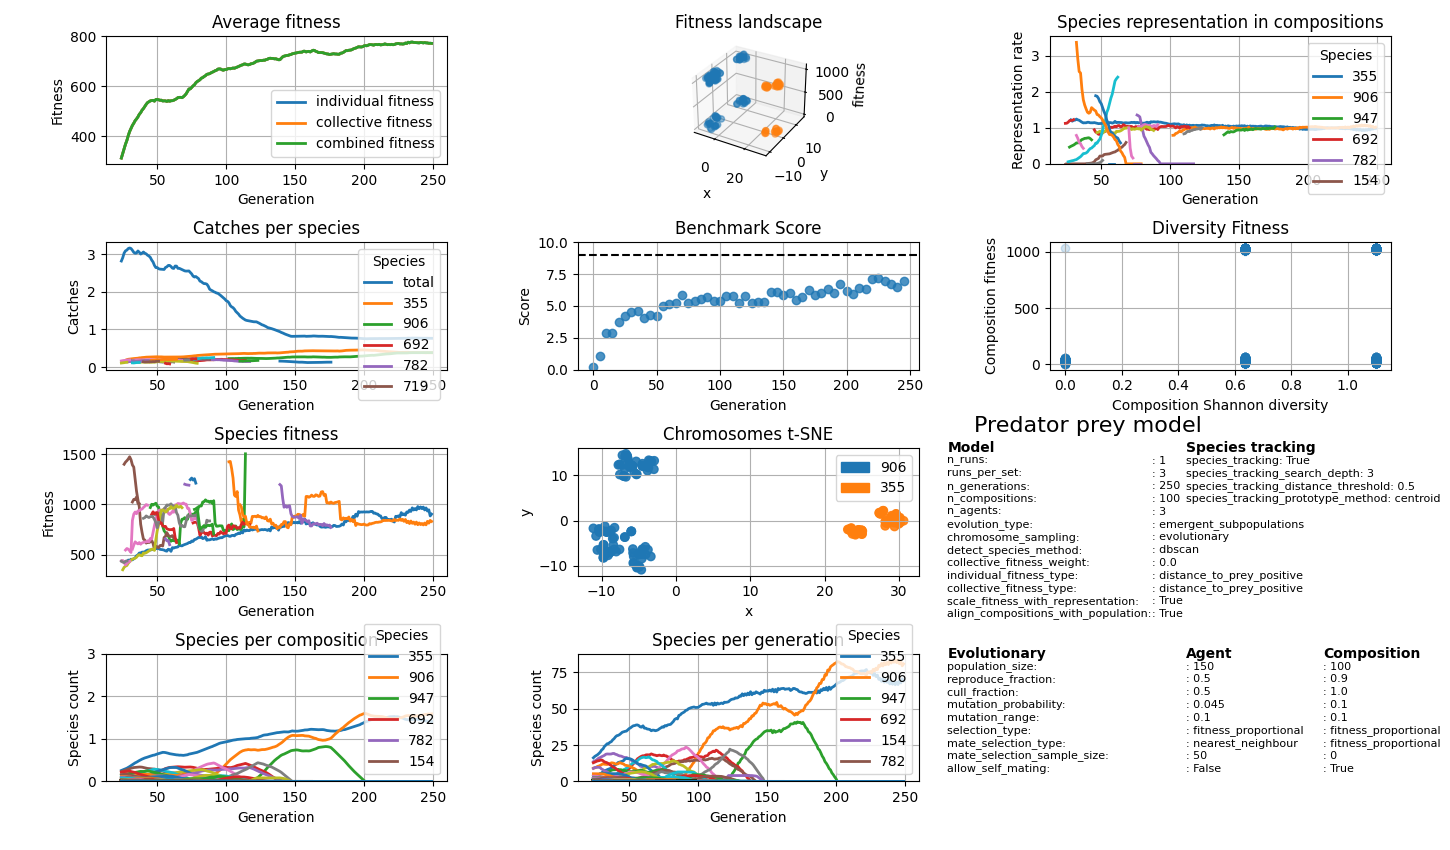 Average fitness
Fitness
800
600
400
individual fitness
collective fitness
combined fitness
50 100 150 200 250
Generation
Fitness landscape
1000
500
0
fitness
0 20
x
−10 0 10
y
Species representation in compositions
Representation rate
3
2
1
0
Species
355
906
947
692
782
154
50 100 150 200 250
Generation
Catches per species
Catches
3
2
1
0
Species
total
355
906
692
782
719
50 100 150 200 250
Generation
Benchmark Score
Score
10.0
7.5
5.0
2.5
0.0
0 50 100 150 200 250
Generation
Diversity Fitness
Composition fitness
1000
500
0
0.0 0.2 0.4 0.6 0.8 1.0
Composition Shannon diversity
Species fitness
Fitness
1500
1000
500
50 100 150 200 250
Generation
Chromosomes t-SNE
y
10
0
−10
906
355
−10 0 10 20 30
x
Predator prey model
Model
n_runs: : 1
runs_per_set: : 3
n_generations: : 250
n_compositions: : 100
n_agents: : 3
evolution_type: : emergent_subpopulations
chromosome_sampling: : evolutionary
detect_species_method: : dbscan
collective_fitness_weight: : 0.0
individual_fitness_type: : distance_to_prey_positive
collective_fitness_type: : distance_to_prey_positive
scale_fitness_with_representation: : True
align_compositions_with_population: : True
Species tracking
species_tracking: True
species_tracking_search_depth: 3
species_tracking_distance_threshold: 0.5
species_tracking_prototype_method: centroid
Species per composition
Species count
3
2
1
0
Species
355
906
947
692
782
154
50 100 150 200 250
Generation
Species per generation
Species count
75
50
25
0
Species
355
906
947
692
154
782
50 100 150 200 250
Generation
Evolutionary Agent Composition
population_size: : 150 : 100
reproduce_fraction: : 0.5 : 0.9
cull_fraction: : 0.5 : 1.0
mutation_probability: : 0.045 : 0.1
mutation_range: : 0.1 : 0.1
selection_type: : fitness_proportional : fitness_proportional
mate_selection_type: : nearest_neighbour : fitness_proportional
mate_selection_sample_size: : 50 : 0
allow_self_mating: : False : True